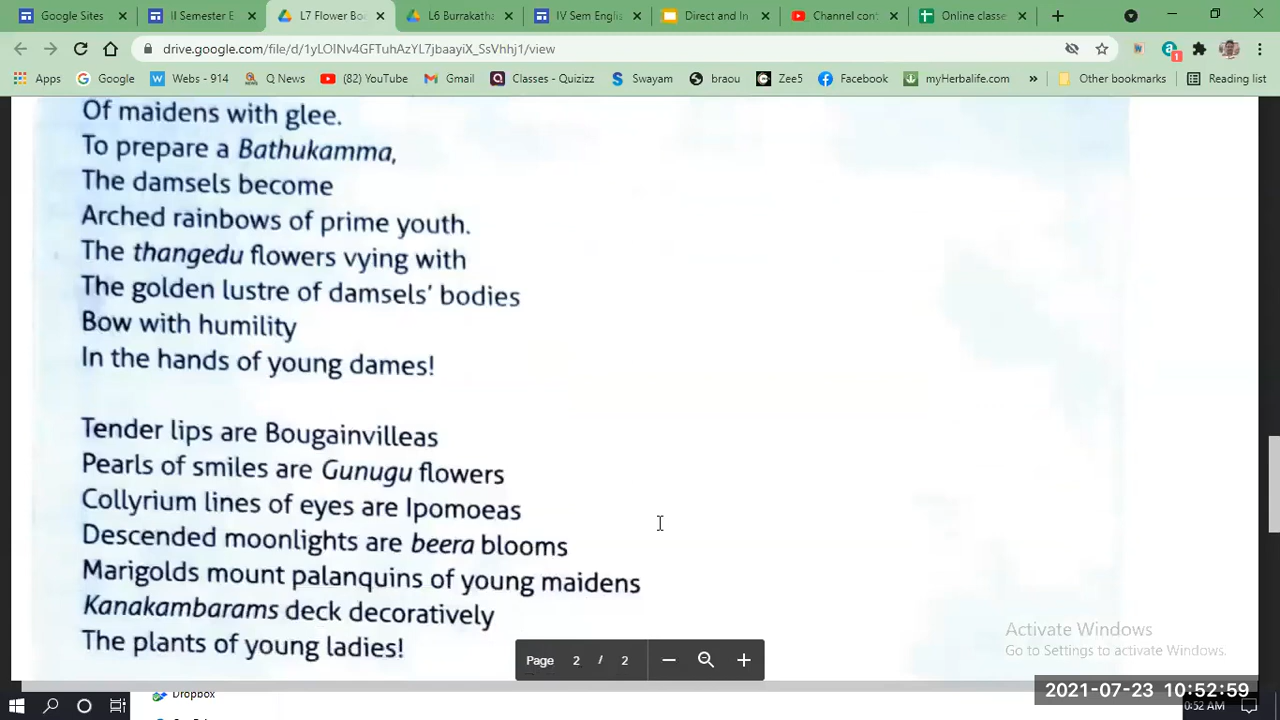 Google Sites
II Semester E
L7 Flower Bo
L6 Burrakath
IV Sem Englis
Direct and In
Channel cont
Online classe
drive.google.com/file/d/1yLOINv4GFTuhAzYL7jbaayiX_SsVhhj1/view
Apps
Google
Webs - 914
Q News
(82) YouTube
Gmail
Classes - Quizizz
Swayam
braou
Zee5
Facebook
myHerbalife.com
»
Other bookmarks
Reading list
Of maidens with glee.
To prepare a Bathukamma,
The damsels become
Arched rainbows of prime youth.
The thangedu flowers vying with
The golden lustre of damsels' bodies
Bow with humility
In the hands of young dames!
Tender lips are Bougainvilleas
Pearls of smiles are Gunugu flowers
Collyrium lines of eyes are Ipomoeas
Descended moonlights are beera blooms
Marigolds mount palanquins of young maidens
Kanakambarams deck decoratively
The plants of young ladies!
Activate Windows
Go to Settings to activate Windows.
Page 2 / 2
2021-07-23 10:52:59
Dropbox
0:52 AM